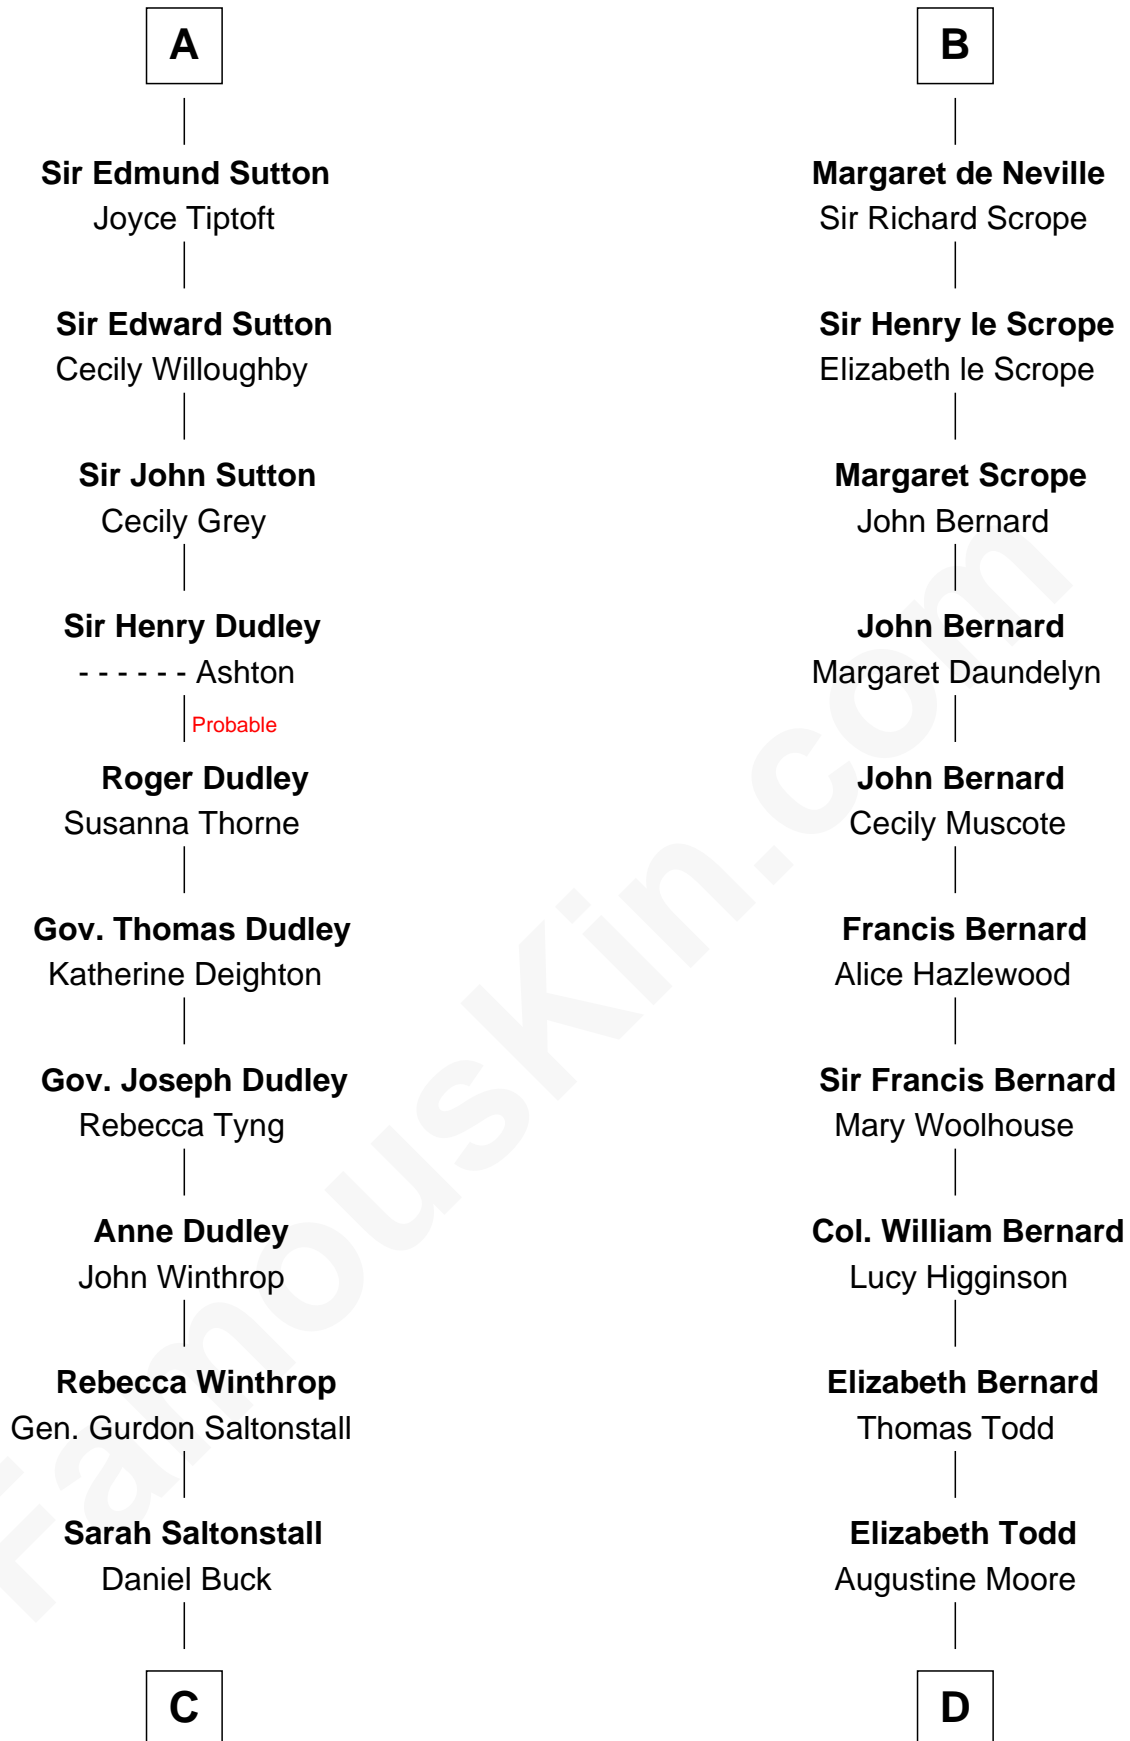 A
Sir Edmund Sutton
Joyce Tiptoft
Sir Edward Sutton
Cecily Willoughby
Sir John Sutton
Cecily Grey
Sir Henry Dudley
- - - - - - Ashton
Probable
Roger Dudley
Susanna Thorne
Gov. Thomas Dudley
Katherine Deighton
Gov. Joseph Dudley
Rebecca Tyng
Anne Dudley
John Winthrop
Rebecca Winthrop
Gen. Gurdon Saltonstall
Sarah Saltonstall
Daniel Buck
C
B
Margaret de Neville
Sir Richard Scrope
Sir Henry le Scrope
Elizabeth le Scrope
Margaret Scrope
John Bernard
John Bernard
Margaret Daundelyn
John Bernard
Cecily Muscote
Francis Bernard
Alice Hazlewood
Sir Francis Bernard
Mary Woolhouse
Col. William Bernard
Lucy Higginson
Elizabeth Bernard
Thomas Todd
Elizabeth Todd
Augustine Moore
D
FamousKin.com